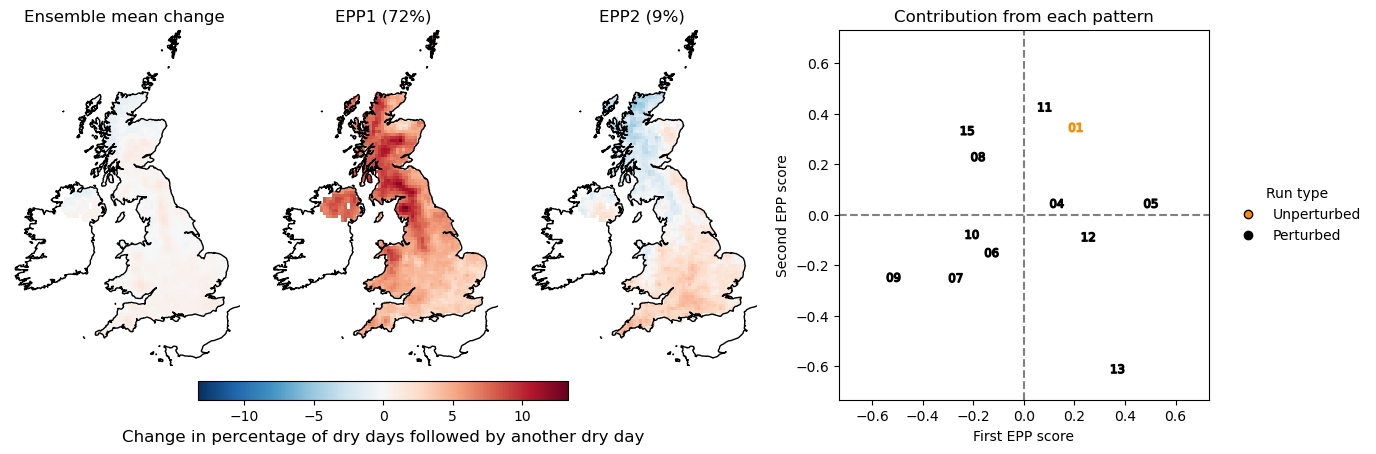 Ensemble mean change
EPP1 (72%)
EPP2 (9%)
Contribution from each pattern
−10 −5 0 5 10
Change in percentage of dry days followed by another dry day
Second EPP score
0.6
0.4
0.2
0.0
−0.2
−0.4
−0.6
11
01
15
08
04
05
10
12
06
09
07
13
−0.6 −0.4 −0.2 0.0 0.2 0.4 0.6
First EPP score
Run type
Unperturbed
Perturbed